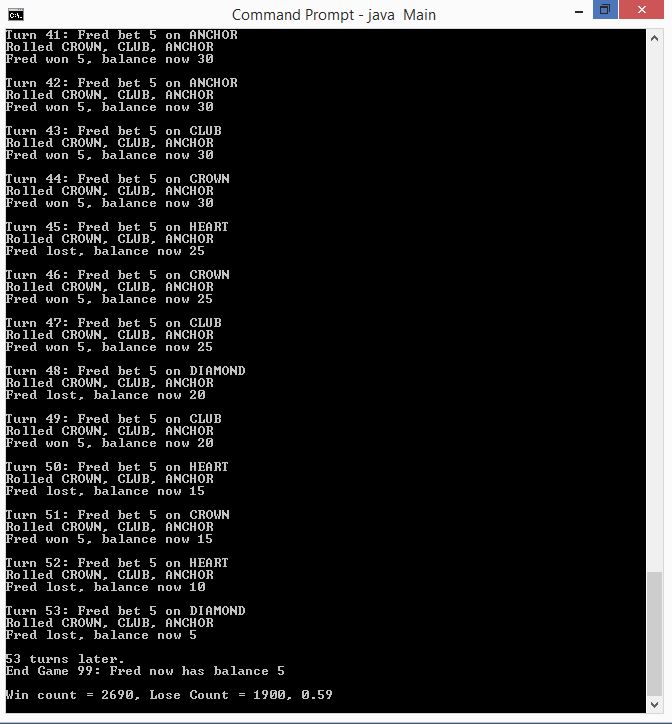 Command Prompt - java Main
Turn 41: Fred bet 5 on ANCHOR
Rolled CROWN, CLUB, ANCHOR
Fred won 5, balance now 30
Turn 42: Fred bet 5 on ANCHOR
Rolled CROWN, CLUB, ANCHOR
Fred won 5, balance now 30
Turn 43: Fred bet 5 on CLUB
Rolled CROWN, CLUB, ANCHOR
Fred won 5, balance now 30
Turn 44: Fred bet 5 on CROWN
Rolled CROWN, CLUB, ANCHOR
Fred won 5, balance now 30
Turn 45: Fred bet 5 on HEART
Rolled CROWN, CLUB, ANCHOR
Fred lost, balance now 25
Turn 46: Fred bet 5 on CROWN
Rolled CROWN, CLUB, ANCHOR
Fred won 5, balance now 25
Turn 47: Fred bet 5 on CLUB
Rolled CROWN, CLUB, ANCHOR
Fred won 5, balance now 25
Turn 48: Fred bet 5 on DIAMOND
Rolled CROWN, CLUB, ANCHOR
Fred lost, balance now 20
Turn 49: Fred bet 5 on CLUB
Rolled CROWN, CLUB, ANCHOR
Fred won 5, balance now 20
Turn 50: Fred bet 5 on HEART
Rolled CROWN, CLUB, ANCHOR
Fred lost, balance now 15
Turn 51: Fred bet 5 on CROWN
Rolled CROWN, CLUB, ANCHOR
Fred won 5, balance now 15
Turn 52: Fred bet 5 on HEART
Rolled CROWN, CLUB, ANCHOR
Fred lost, balance now 10
Turn 53: Fred bet 5 on DIAMOND
Rolled CROWN, CLUB, ANCHOR
Fred lost, balance now 5
53 turns later.
End Game 99: Fred now has balance 5
Win count = 2690, Lose Count = 1900, 0.59